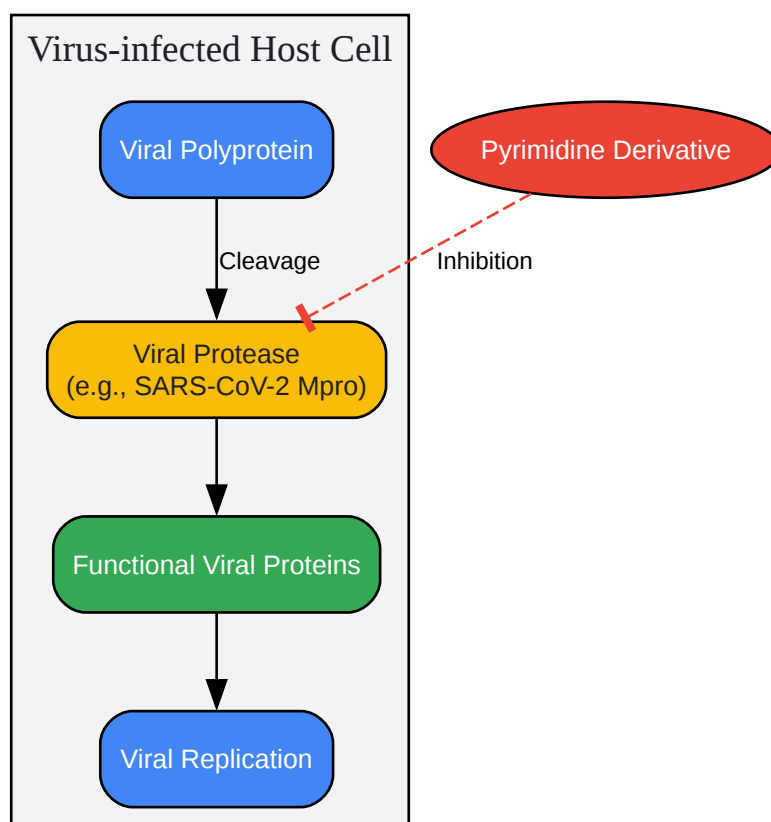 Virus-infected Host Cell
Viral Polyprotein
Pyrimidine Derivative
Cleavage
Inhibition
Viral Protease
(e.g., SARS-CoV-2 Mpro)
Functional Viral Proteins
Viral Replication